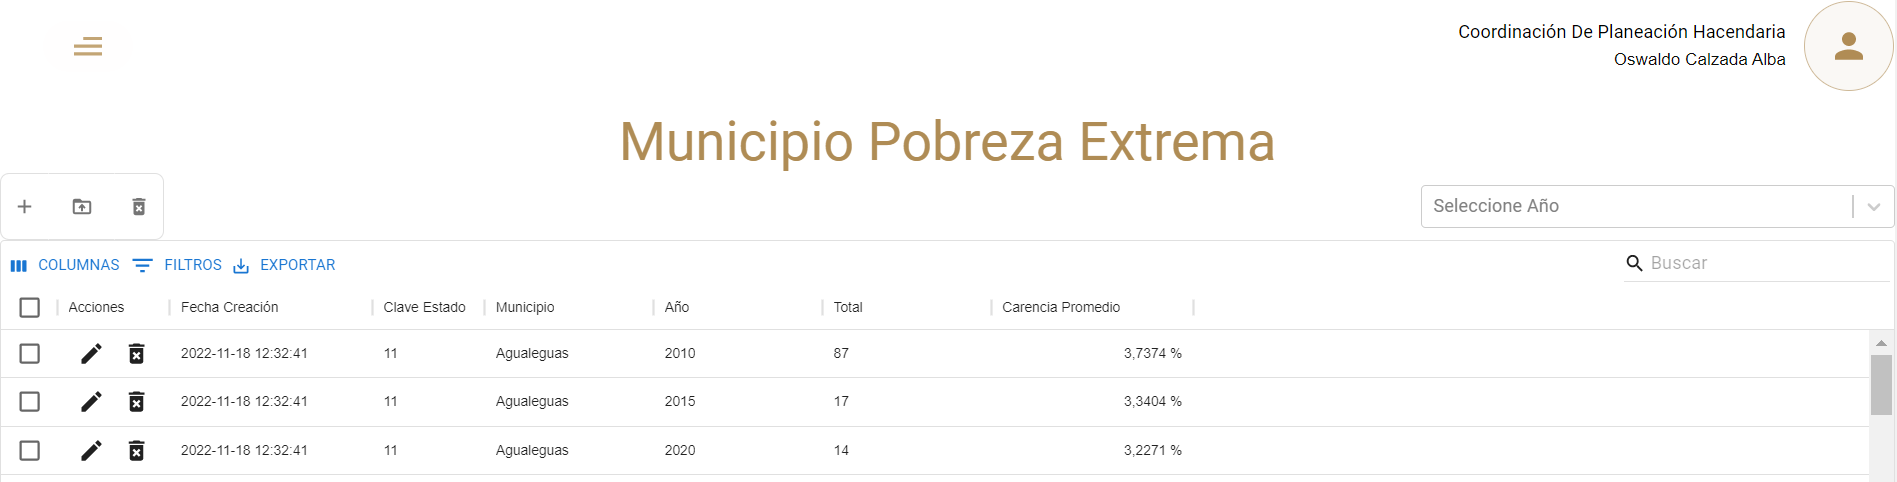 Coordinación De Planeación Hacendaria
Oswaldo Calzada Alba
Municipio Pobreza Extrema
Seleccione Año
COLUMNAS FILTROS EXPORTAR Buscar
Acciones Fecha Creación Clave Estado Municipio Año Total Carencia Promedio
2022-11-18 12:32:41 11 Agualeguas 2010 87 3,7374 %
2022-11-18 12:32:41 11 Agualeguas 2015 17 3,3404 %
2022-11-18 12:32:41 11 Agualeguas 2020 14 3,2271 %